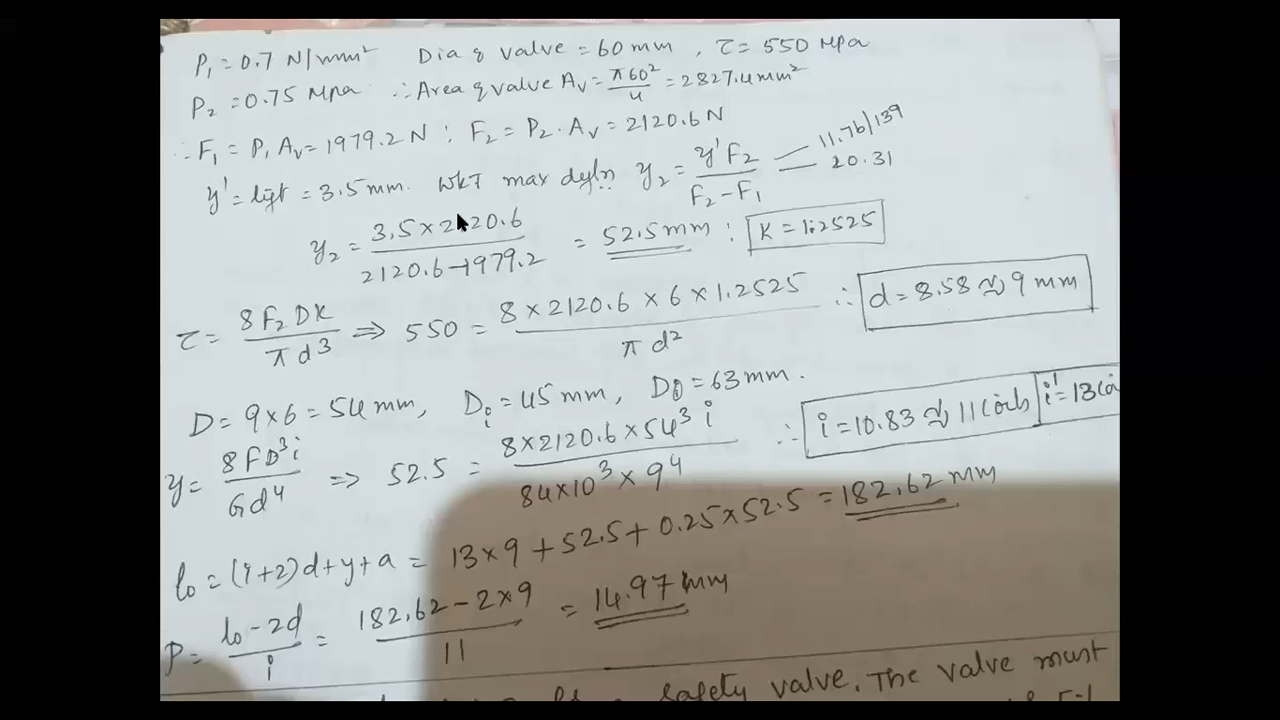 P₁ = 0.7 N/mm² Dia of valve = 60 mm, τ = 550 MPa
P₂ = 0.75 MPa ∴ Area of valve Aᵥ = π60²/4 = 2827.4 mm²
∴ F₁ = P₁ Aᵥ = 1979.2 N : F₂ = P₂. Aᵥ = 2120.6 N
y' = lift = 3.5 mm. WKT max defln y₂ = y'F₂/(F₂ - F₁) 11.76/139 20.31
y₂ = (3.5 × 2120.6)/(2120.6 - 1979.2) = 52.5 mm : K = 1.2525
τ = 8F₂DK/πd³ ⇒ 550 = (8 × 2120.6 × 6 × 1.2525)/πd² ∴ d = 8.58 ≈ 9 mm
D = 9×6 = 54 mm, Dᵢ = 45 mm, D₀ = 63 mm.
y = 8FD³i/Gd⁴ ⇒ 52.5 = (8×2120.6×54³ i)/(84×10³ × 9⁴) ∴ i = 10.83 ≈ 11 Coils i' = 13 Coi
l₀ = (i+2)d+y+a = 13×9 + 52.5 + 0.25×52.5 = 182.62 mm
P = (l₀ - 2d)/i = (182.62 - 2×9)/11 = 14.97 mm
safety valve. The valve must